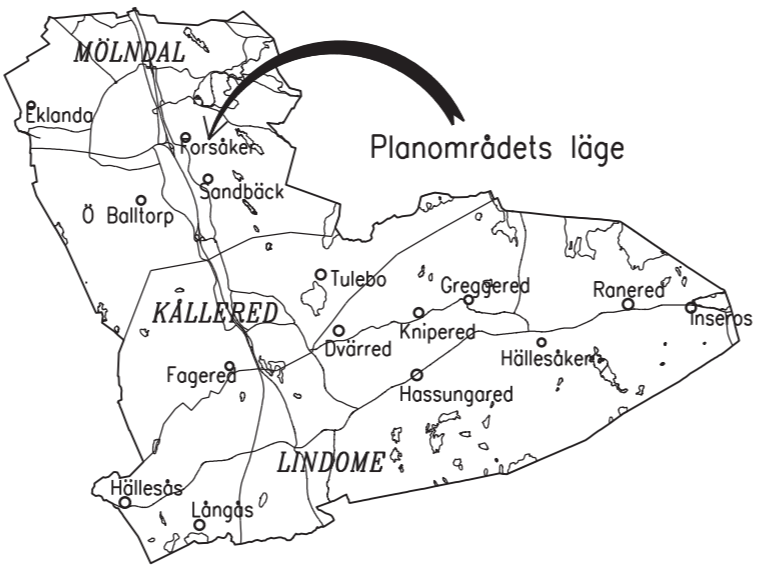 MÖLNDAL
Eklanda
Forsåker
Planområdets läge
Sandbäck
Ö Balltorp
Tulebo
Greggered
Ranered
KÅLLERED
Knipered
Inseros
Dvärred
Hällesåker
Fagered
Hassungared
LINDOME
Hällesås
Långås